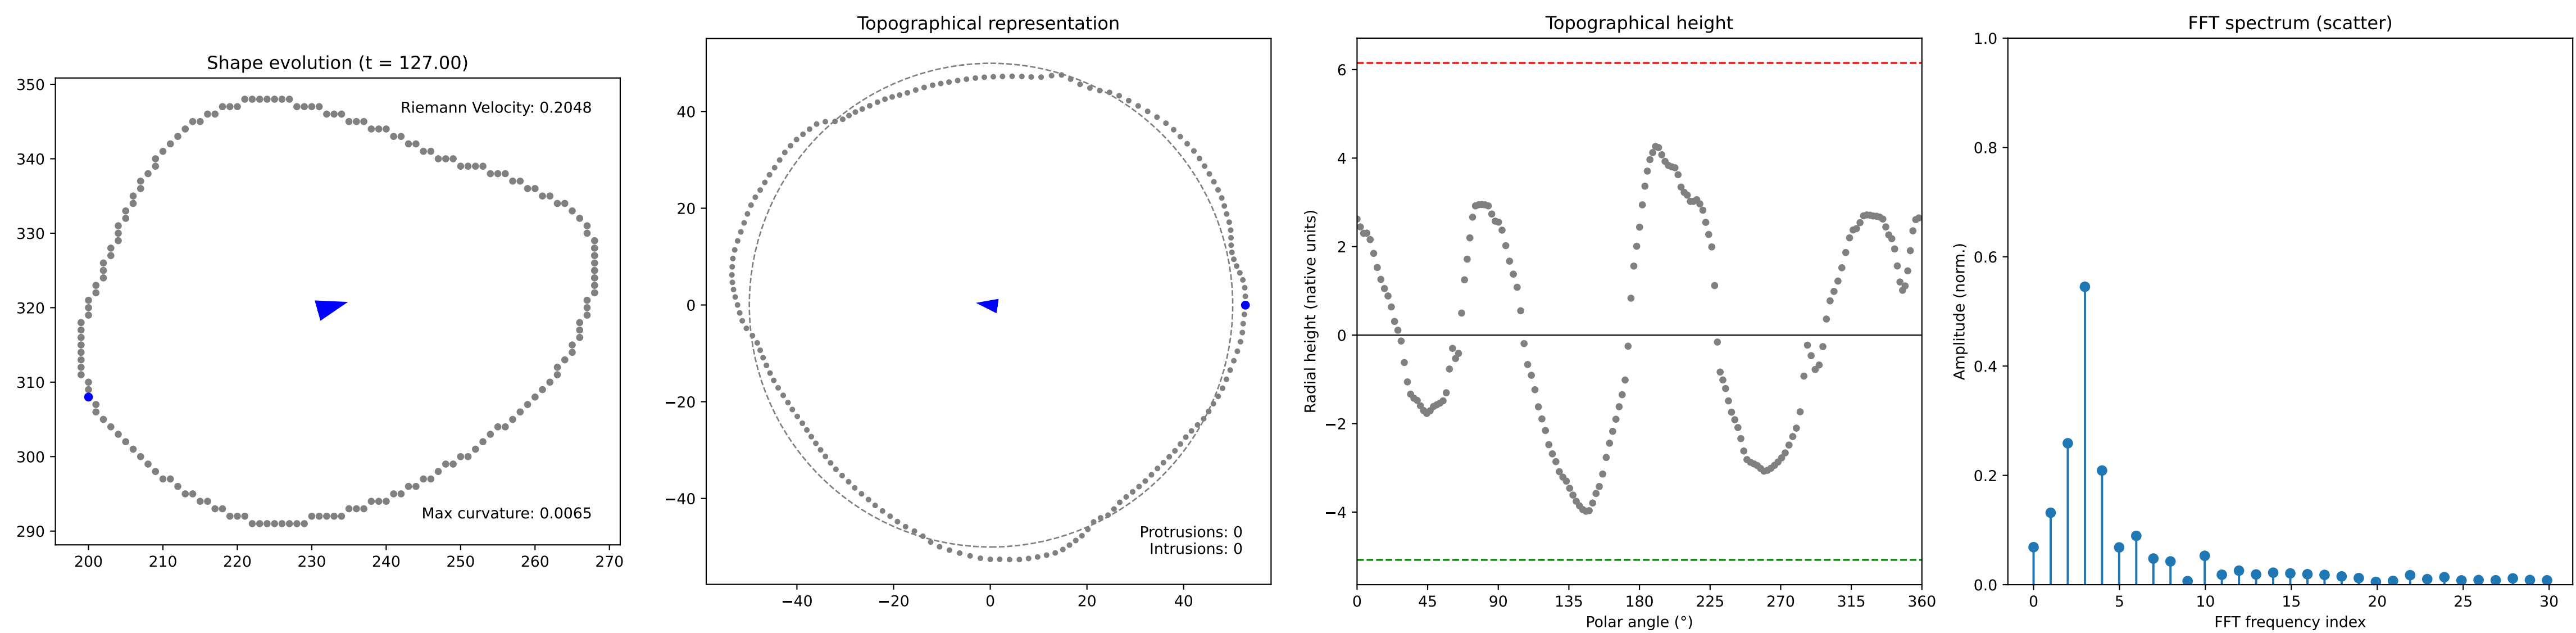 Shape evolution (t = 127.00)
Riemann Velocity: 0.2048
Max curvature: 0.0065
350
340
330
320
310
300
290
200 210 220 230 240 250 260 270
Topographical representation
40
20
0
−20
−40
Protrusions: 0
Intrusions: 0
−40 −20 0 20 40
Topographical height
Radial height (native units)
6
4
2
0
−2
−4
0 45 90 135 180 225 270 315 360
Polar angle (°)
FFT spectrum (scatter)
Amplitude (norm.)
1.0
0.8
0.6
0.4
0.2
0.0
0 5 10 15 20 25 30
FFT frequency index